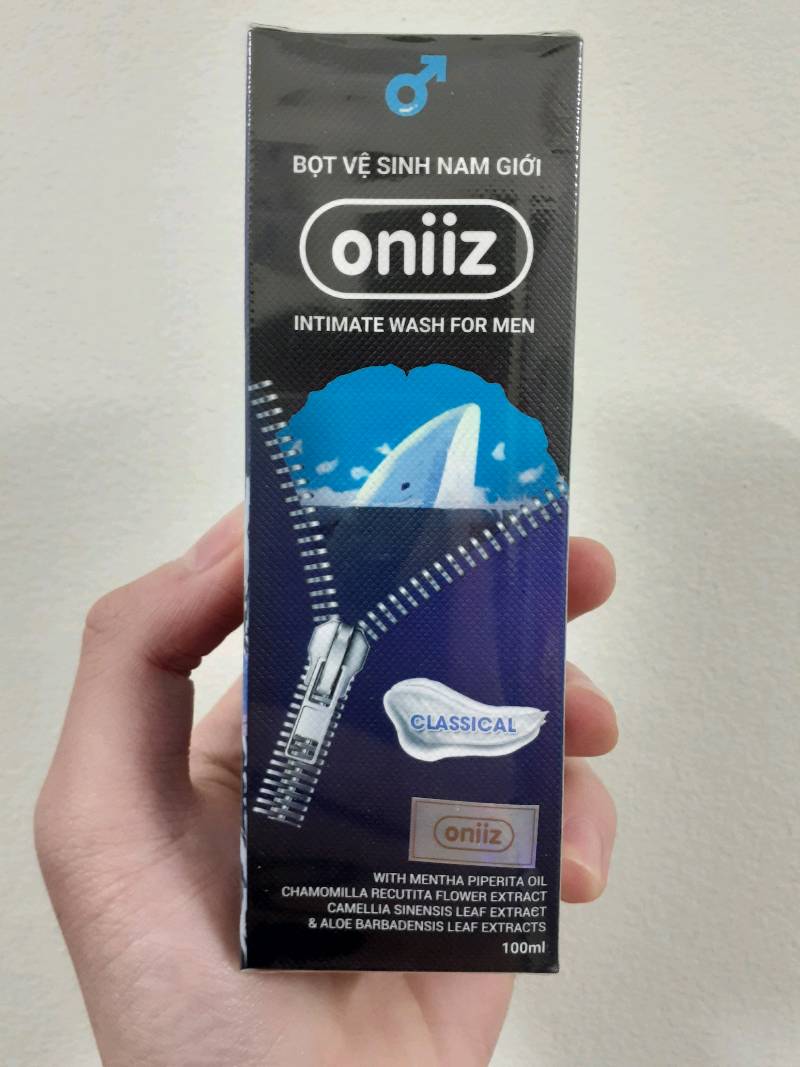 BỌT VỆ SINH NAM GIỚI
oniiz
INTIMATE WASH FOR MEN
CLASSICAL
oniiz
WITH MENTHA PIPERITA OIL
CHAMOMILLA RECUTITA FLOWER EXTRACT
CAMELLIA SINENSIS LEAF EXTRACT
& ALOE BARBADENSIS LEAF EXTRACTS
100ml